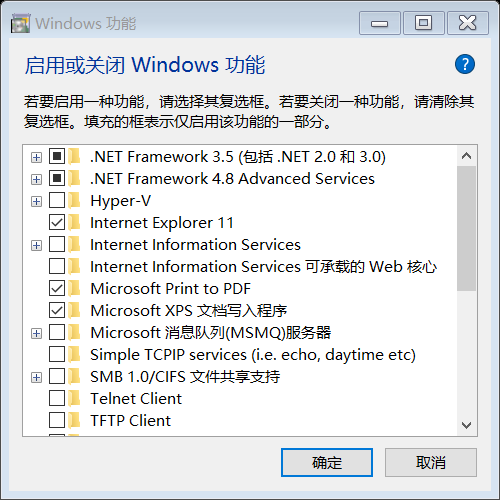 Windows 功能
启用或关闭 Windows 功能
?
若要启用一种功能，请选择其复选框。若要关闭一种功能，请清除其
复选框。填充的框表示仅启用该功能的一部分。
.NET Framework 3.5 (包括 .NET 2.0 和 3.0)
.NET Framework 4.8 Advanced Services
Hyper-V
Internet Explorer 11
Internet Information Services
Internet Information Services 可承载的 Web 核心
Microsoft Print to PDF
Microsoft XPS 文档写入程序
Microsoft 消息队列(MSMQ)服务器
Simple TCPIP services (i.e. echo, daytime etc)
SMB 1.0/CIFS 文件共享支持
Telnet Client
TFTP Client
确定
取消